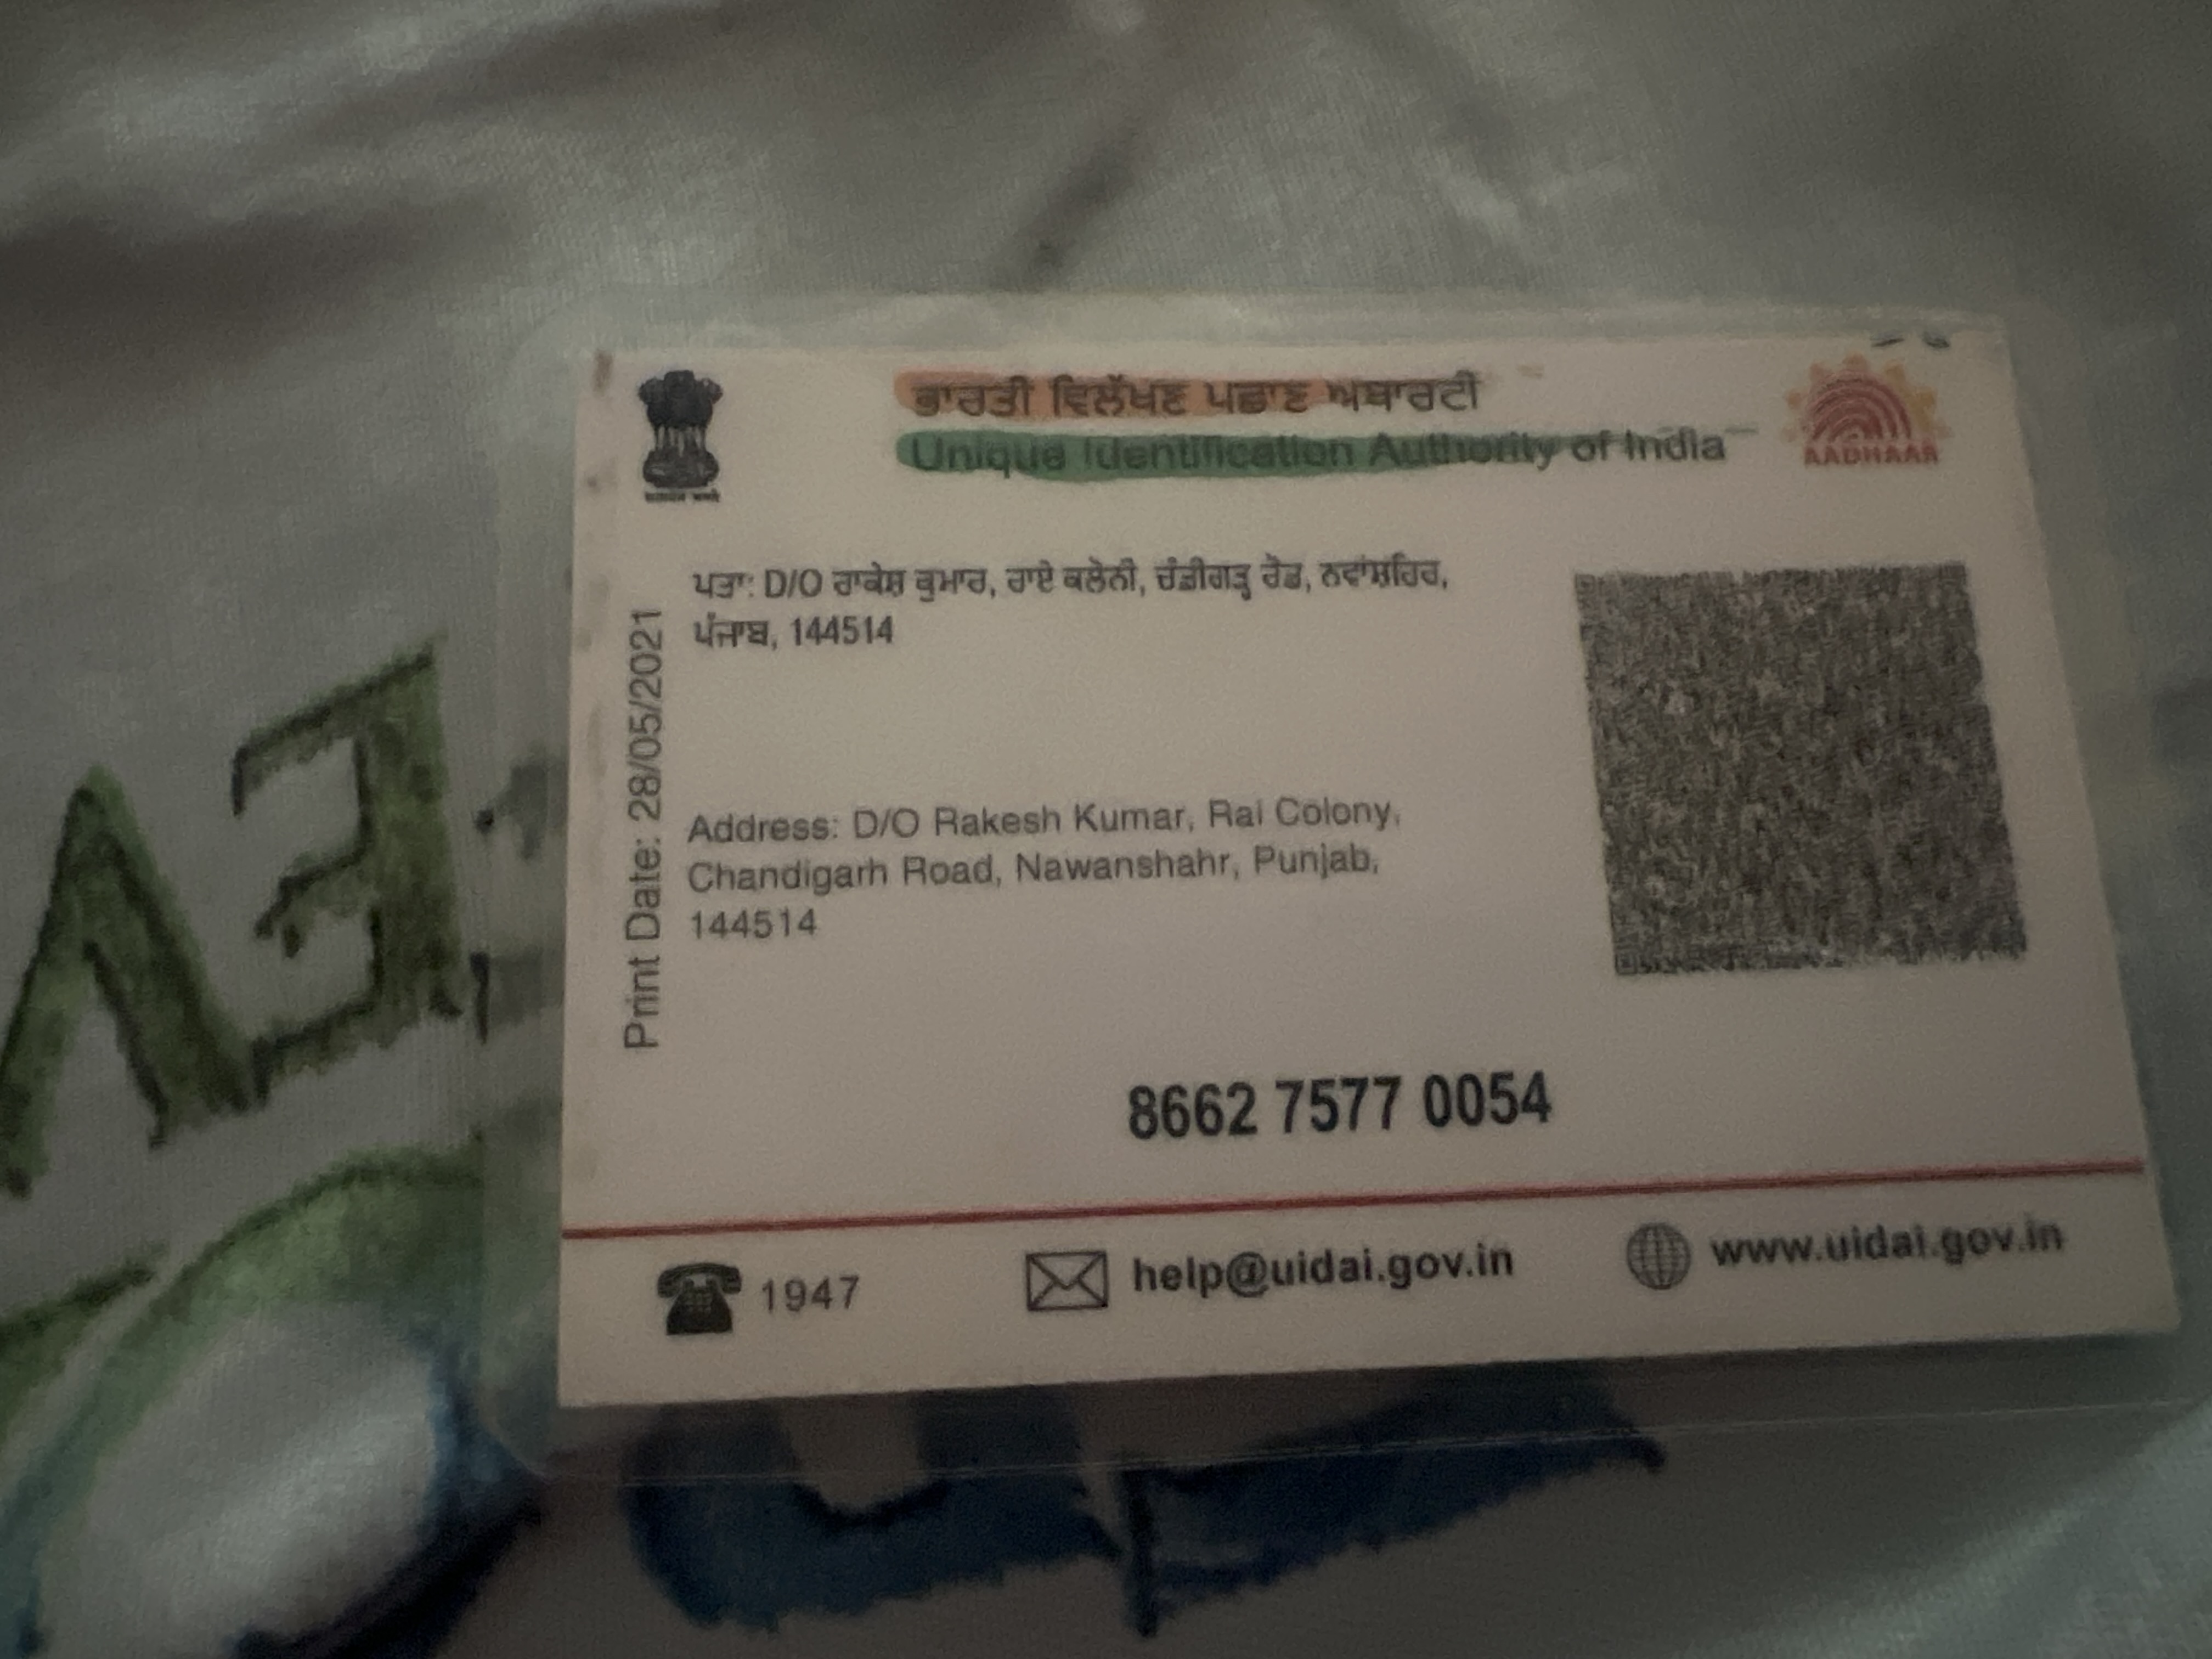 ਭਾਰਤੀ ਵਿਲੱਖਣ ਪਛਾਣ ਅਥਾਰਟੀ
Unique Identification Authority of India
AADHAAR
ਪਤਾ: D/O ਰਾਕੇਸ਼ ਕੁਮਾਰ, ਰਾਏ ਕਲੋਨੀ, ਚੰਡੀਗੜ੍ਹ ਰੋਡ, ਨਵਾਂਸ਼ਹਿਰ,
ਪੰਜਾਬ, 144514
Print Date: 28/05/2021
Address: D/O Rakesh Kumar, Rai Colony,
Chandigarh Road, Nawanshahr, Punjab,
144514
8662 7577 0054
1947
help@uidai.gov.in
www.uidai.gov.in